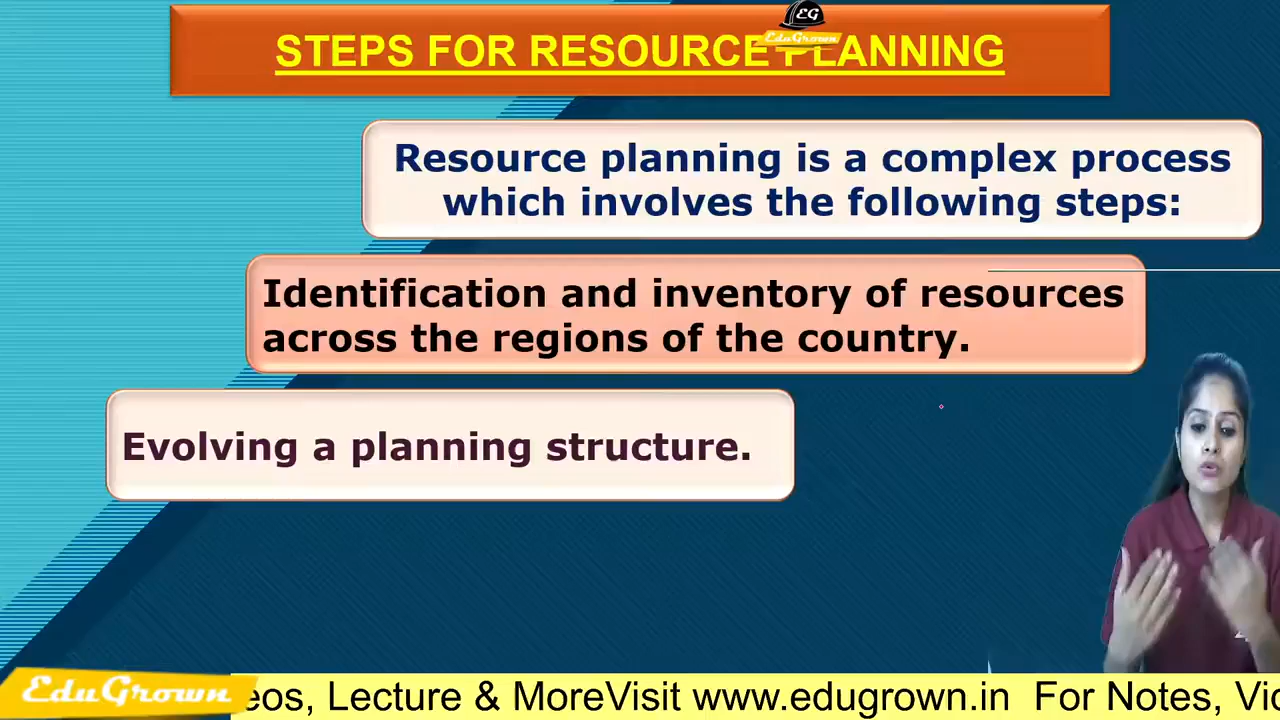 EG
EduGrown
STEPS FOR RESOURCE PLANNING
Resource planning is a complex process
which involves the following steps:
Identification and inventory of resources
across the regions of the country.
Evolving a planning structure.
EduGrown
eos, Lecture & MoreVisit www.edugrown.in For Notes, Vid